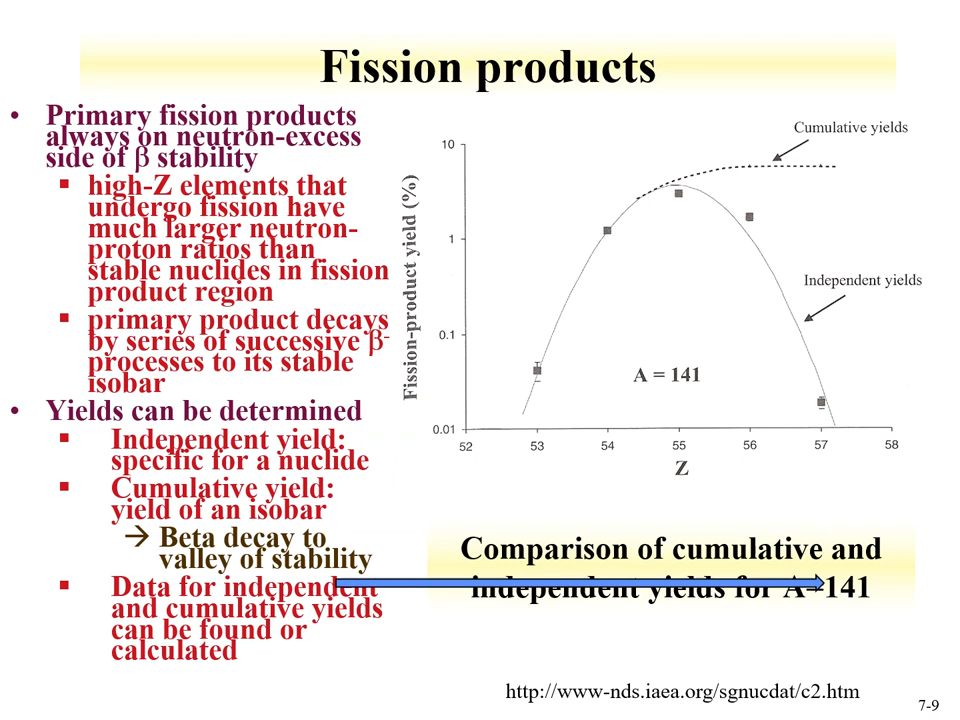 Fission products
• Primary fission products
always on neutron-excess
side of β stability
▪ high-Z elements that
undergo fission have
much larger neutron-
proton ratios than
stable nuclides in fission
product region
▪ primary product decays
by series of successive β-
processes to its stable
isobar
• Yields can be determined
▪ Independent yield:
specific for a nuclide
▪ Cumulative yield:
yield of an isobar
→ Beta decay to
valley of stability
▪ Data for independent
and cumulative yields
can be found or
calculated
Cumulative yields
Independent yields
A = 141
Fission-product yield (%)
10
1
0.1
0.01
52 53 54 55 56 57 58
Z
Comparison of cumulative and
independent yields for A=141
http://www-nds.iaea.org/sgnucdat/c2.htm
7-9